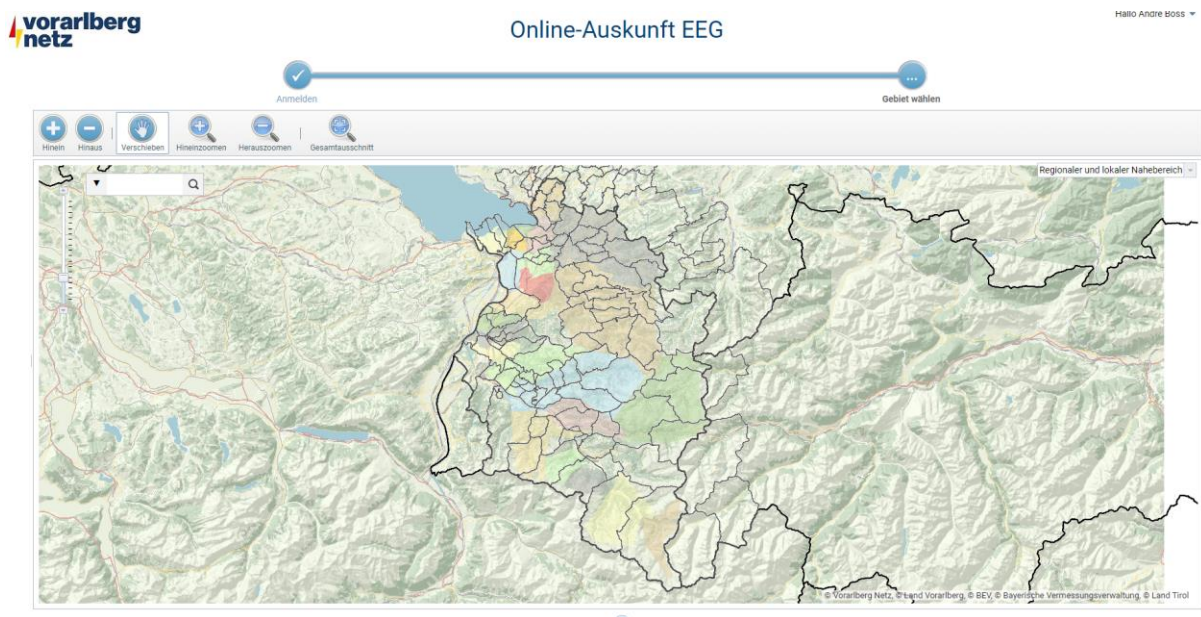 vorarlberg
netz
Online-Auskunft EEG
Hallo Andre Boss
Anmelden
...
Gebiet wählen
Hinein
Hinaus
Verschieben
Hineinzoomen
Herauszoomen
Gesamtausschnitt
Regionaler und lokaler Nahebereich
© Vorarlberg Netz, © Land Vorarlberg, © BEV, © Bayerische Vermessungsverwaltung, © Land Tirol